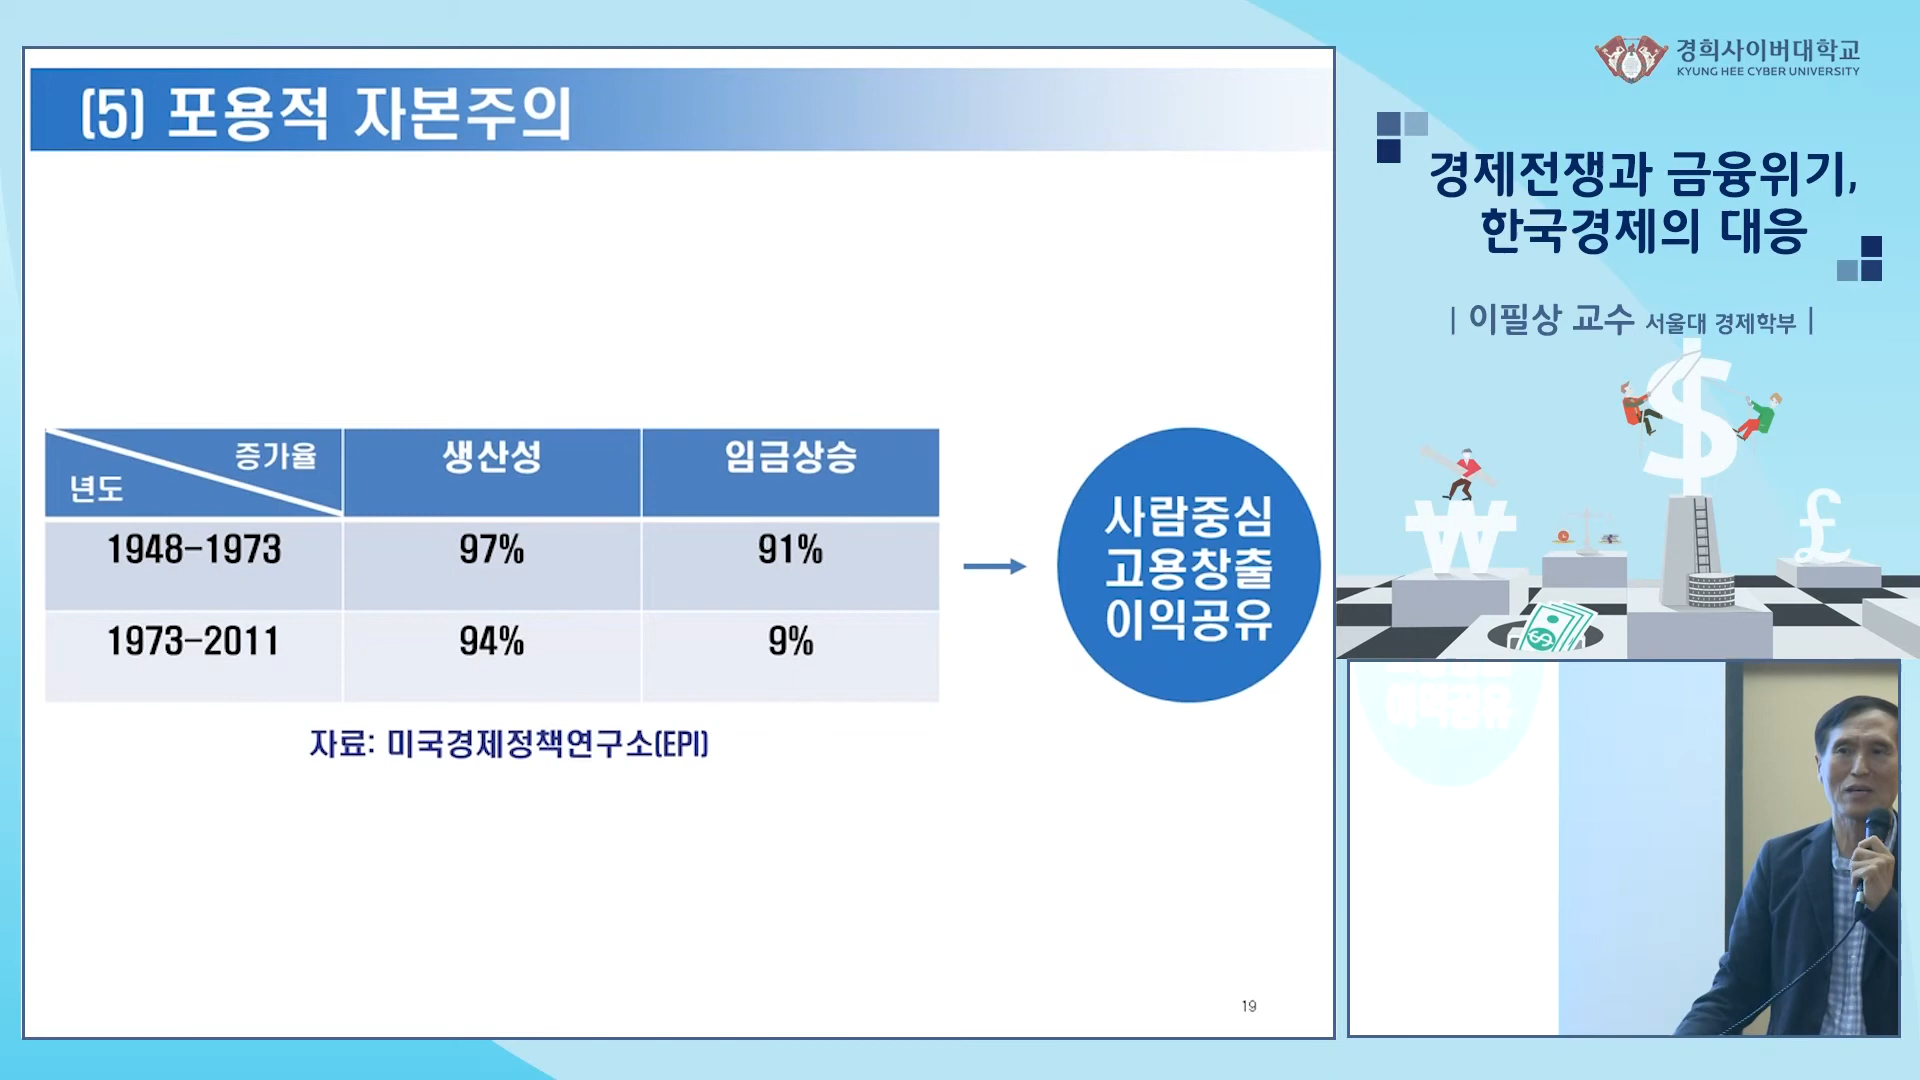 (5) 포용적 자본주의
증가율
년도
생산성
임금상승
1948-1973
97%
91%
1973-2011
94%
9%
자료: 미국경제정책연구소(EPI)
사람중심
고용창출
이익공유
19
경희사이버대학교
KYUNG HEE CYBER UNIVERSITY
경제전쟁과 금융위기,
한국경제의 대응
| 이필상 교수 서울대 경제학부 |
$
₩
£
이익공유